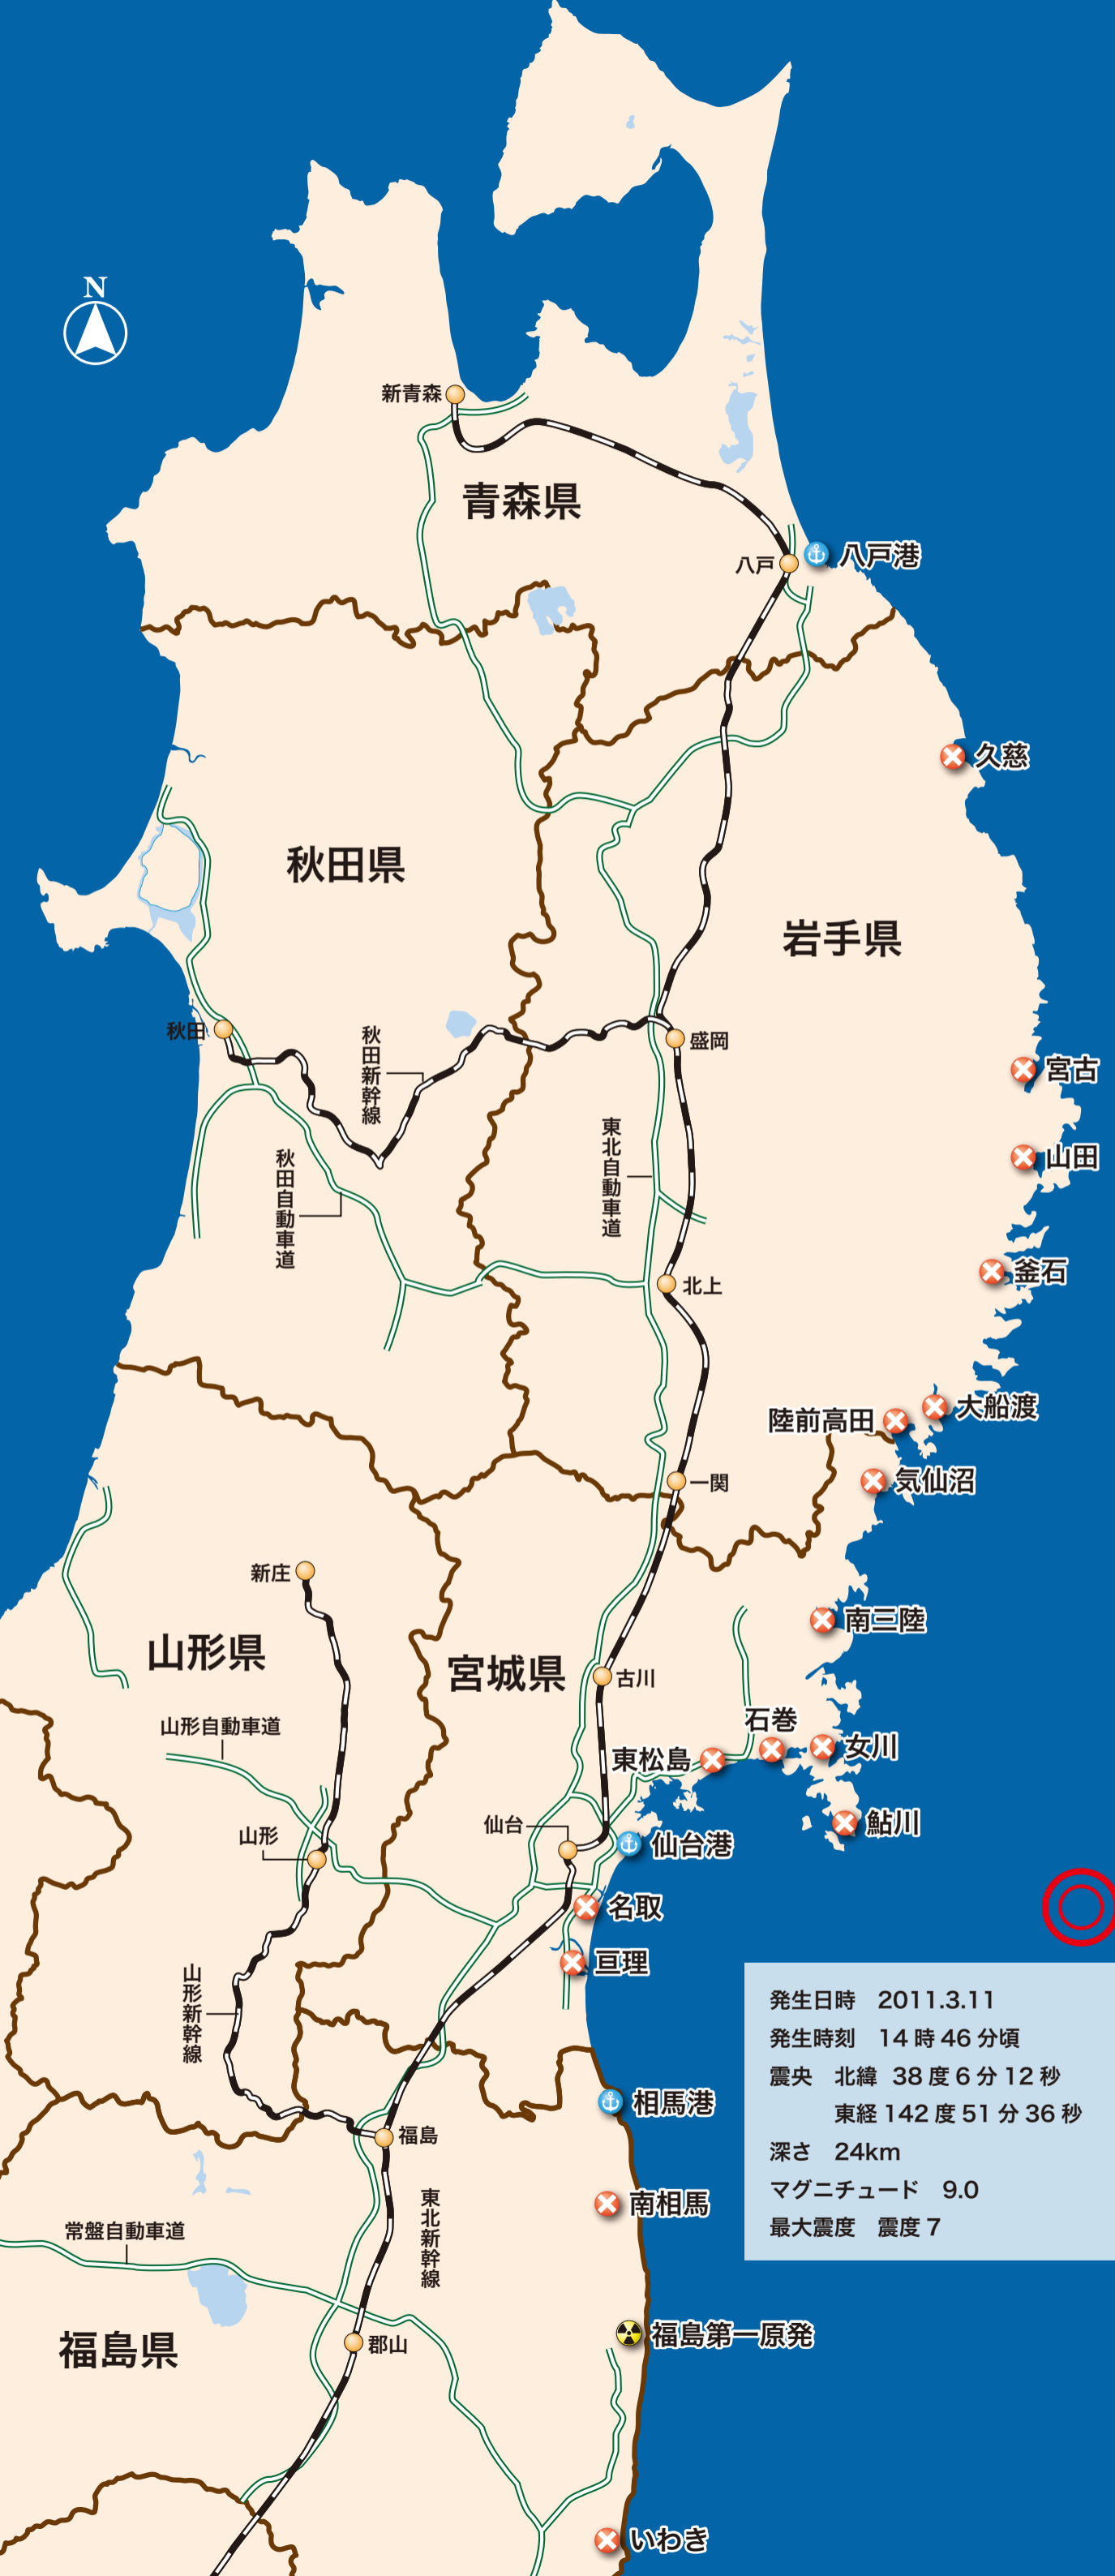 N
新青森
青森県
八戸
八戸港
久慈
秋田県
岩手県
秋田
秋田新幹線
盛岡
宮古
東北自動車道
山田
秋田自動車道
釜石
北上
大船渡
陸前高田
気仙沼
一関
新庄
南三陸
山形県
宮城県
古川
石巻
山形自動車道
女川
東松島
鮎川
仙台
山形
仙台港
名取
亘理
山形新幹線
発生日時 2011.3.11
発生時刻 14時46分頃
震央 北緯 38度6分12秒
東経142度51分36秒
深さ 24km
マグニチュード 9.0
最大震度 震度7
相馬港
福島
南相馬
東北新幹線
常盤自動車道
福島第一原発
郡山
福島県
いわき